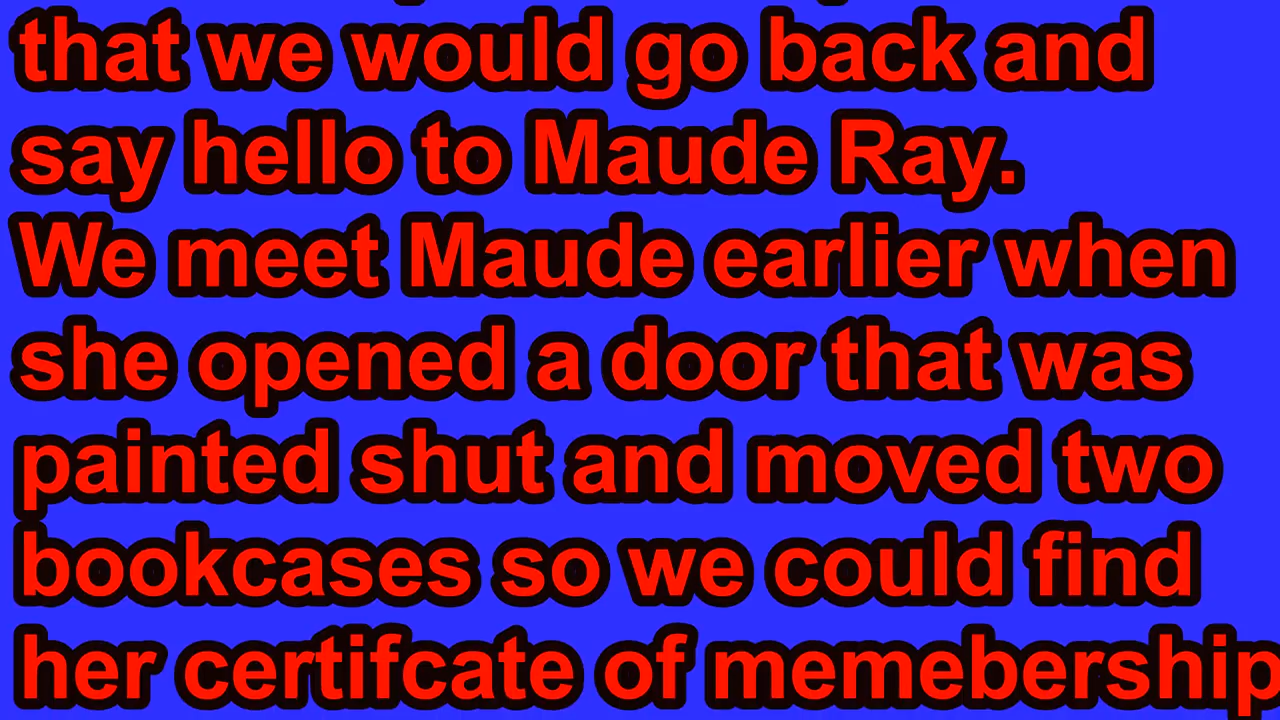 that we would go back and
say hello to Maude Ray.
We meet Maude earlier when
she opened a door that was
painted shut and moved two
bookcases so we could find
her certifcate of memebership